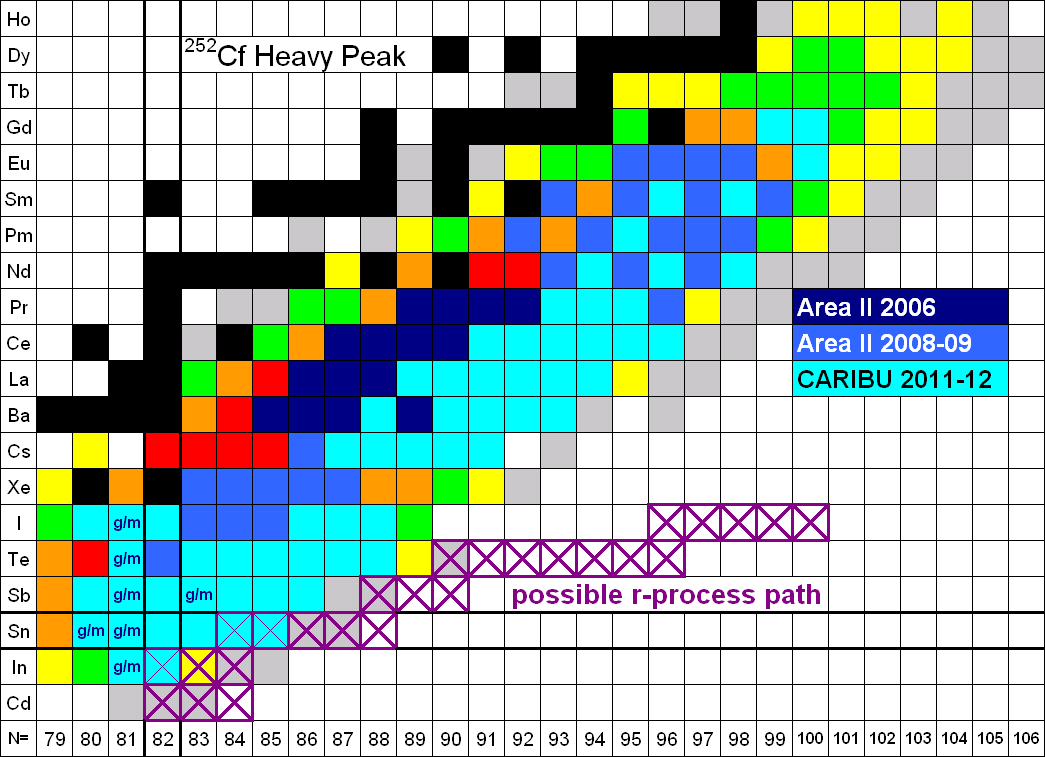 Ho
Dy
²⁵²Cf Heavy Peak
Tb
Gd
Eu
Sm
Pm
Nd
Pr
Area II 2006
Ce
Area II 2008-09
La
CARIBU 2011-12
Ba
Cs
Xe
I
g/m
Te
g/m
Sb
g/m g/m
possible r-process path
Sn
g/m g/m
In
g/m
Cd
N= 79 80 81 82 83 84 85 86 87 88 89 90 91 92 93 94 95 96 97 98 99 100 101 102 103 104 105 106